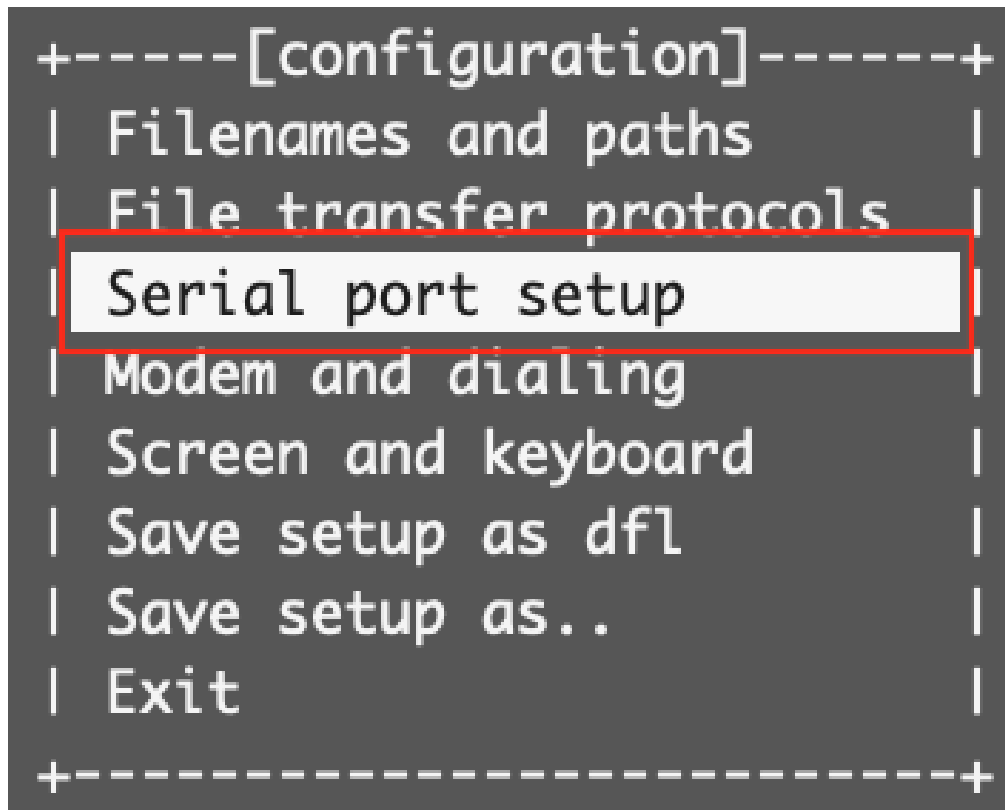 +-----[configuration]------+
| Filenames and paths      |
| File transfer protocols  |
| Serial port setup        |
| Modem and dialing        |
| Screen and keyboard      |
| Save setup as dfl        |
| Save setup as..          |
| Exit                     |
+--------------------------+